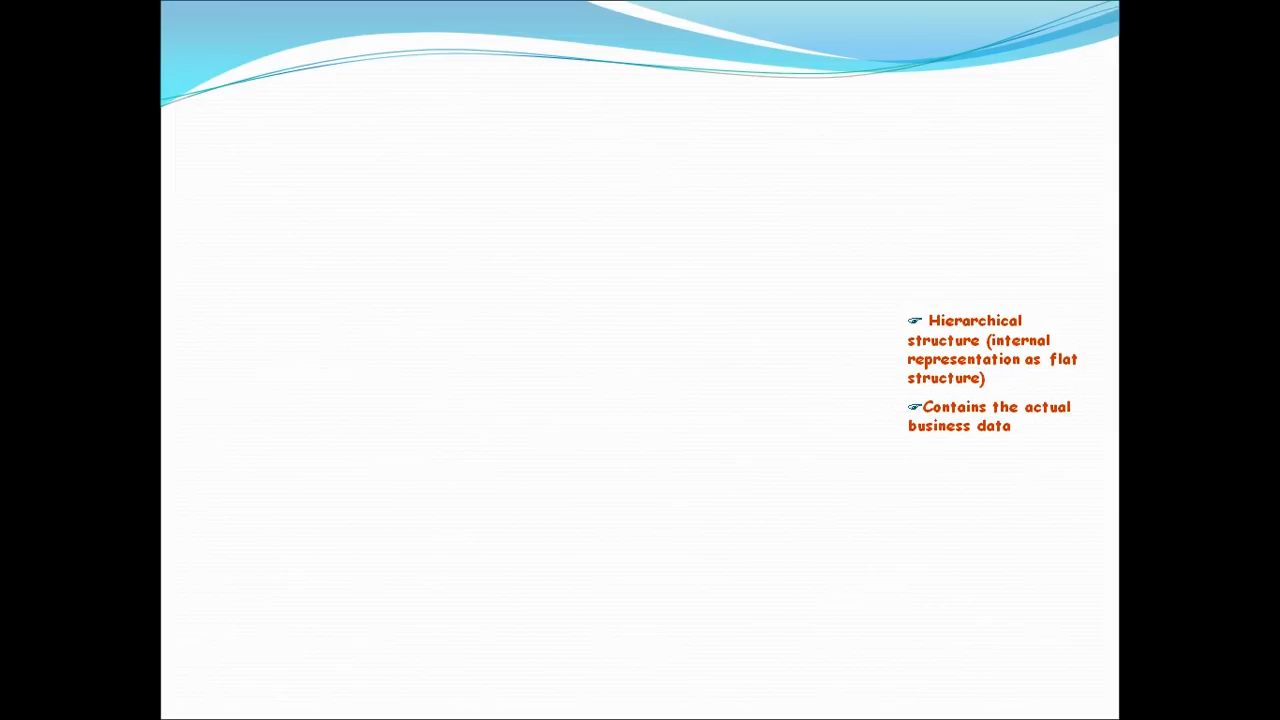 ☞ Hierarchical
structure (internal
representation as flat
structure)
☞Contains the actual
business data